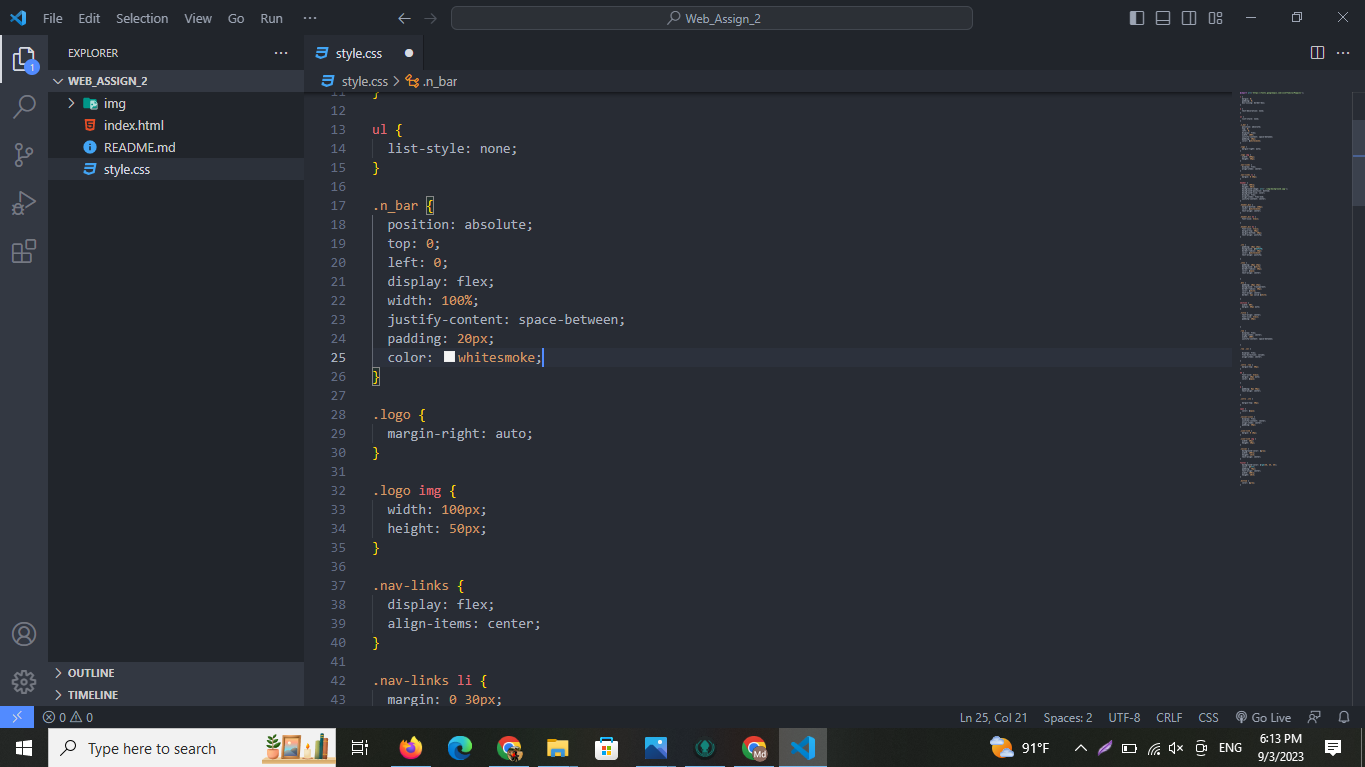 File Edit Selection View Go Run ···
Web_Assign_2
EXPLORER
WEB_ASSIGN_2
img
index.html
README.md
style.css
OUTLINE
TIMELINE
1
style.css
style.css > .n_bar
11 }
12
13 ul {
14 list-style: none;
15 }
16
17 .n_bar {
18 position: absolute;
19 top: 0;
20 left: 0;
21 display: flex;
22 width: 100%;
23 justify-content: space-between;
24 padding: 20px;
25 color: whitesmoke;
26 }
27
28 .logo {
29 margin-right: auto;
30 }
31
32 .logo img {
33 width: 100px;
34 height: 50px;
35 }
36
37 .nav-links {
38 display: flex;
39 align-items: center;
40 }
41
42 .nav-links li {
43 margin: 0 30px;
0 0 Ln 25, Col 21 Spaces: 2 UTF-8 CRLF CSS Go Live
Type here to search
Md
91°F
ENG
6:13 PM
9/3/2023